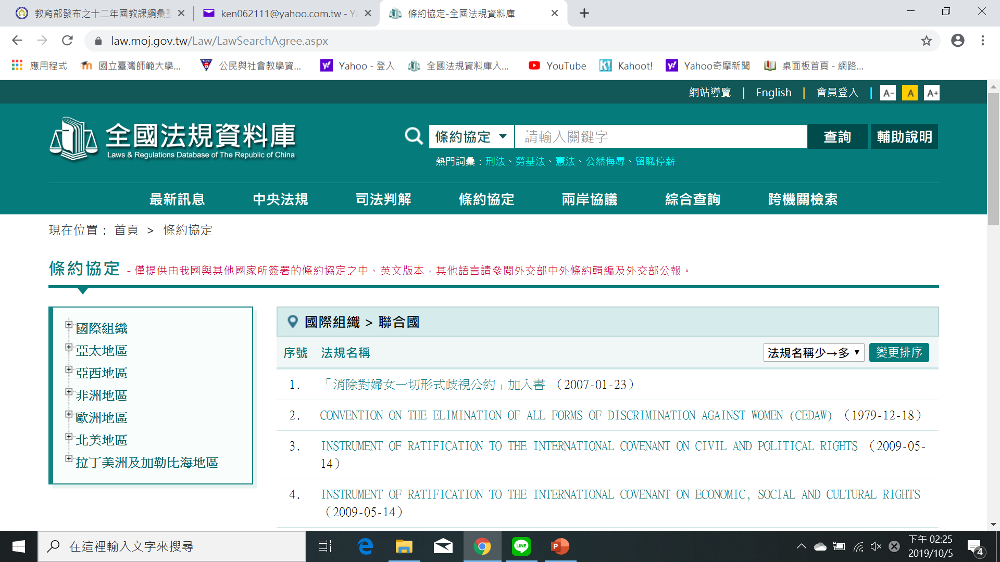 教育部發布之十二年國教課綱彙
ken062111@yahoo.com.tw - Y
條約協定-全國法規資料庫
law.moj.gov.tw/Law/LawSearchAgree.aspx
應用程式
國立臺灣師範大學...
公民與社會教學資...
Yahoo - 登入
全國法規資料庫入...
YouTube
Kahoot!
Yahoo奇摩新聞
桌面板首頁 - 網路...
網站導覽 | English | 會員登入 | A- A A+
全國法規資料庫
Laws & Regulations Database of The Republic of China
條約協定 請輸入關鍵字 查詢 輔助說明
熱門詞彙：刑法、勞基法、憲法、公然侮辱、留職停薪
最新訊息 中央法規 司法判解 條約協定 兩岸協議 綜合查詢 跨機關檢索
現在位置： 首頁 > 條約協定
條約協定 - 僅提供由我國與其他國家所簽署的條約協定之中、英文版本，其他語言請參閱外交部中外條約輯編及外交部公報。
國際組織
亞太地區
亞西地區
非洲地區
歐洲地區
北美地區
拉丁美洲及加勒比海地區
國際組織 > 聯合國
序號 法規名稱 法規名稱少→多 變更排序
1. 「消除對婦女一切形式歧視公約」加入書 （2007-01-23）
2. CONVENTION ON THE ELIMINATION OF ALL FORMS OF DISCRIMINATION AGAINST WOMEN (CEDAW) （1979-12-18）
3. INSTRUMENT OF RATIFICATION TO THE INTERNATIONAL COVENANT ON CIVIL AND POLITICAL RIGHTS （2009-05-
14）
4. INSTRUMENT OF RATIFICATION TO THE INTERNATIONAL COVENANT ON ECONOMIC, SOCIAL AND CULTURAL RIGHTS
（2009-05-14）
在這裡輸入文字來搜尋
LINE
P
下午 02:25
2019/10/5
4